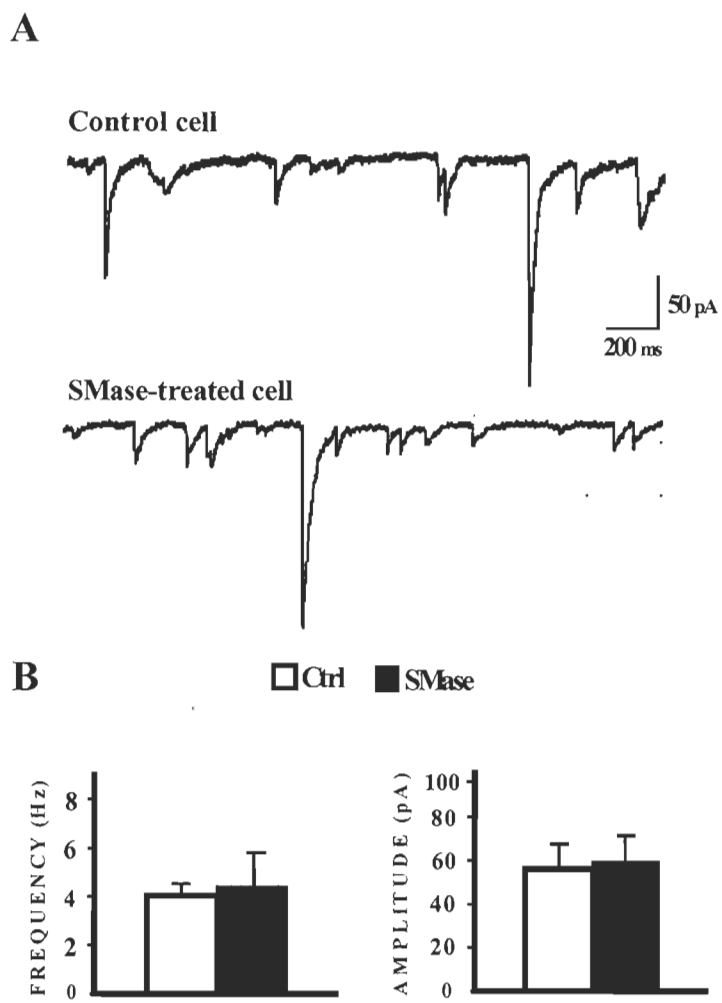 A
Control cell
50 pA
200 ms
SMase-treated cell
B
Ctrl SMase
FREQUENCY (Hz)
8
6
4
2
0
AMPLITUDE (pA)
100
80
60
40
20
0